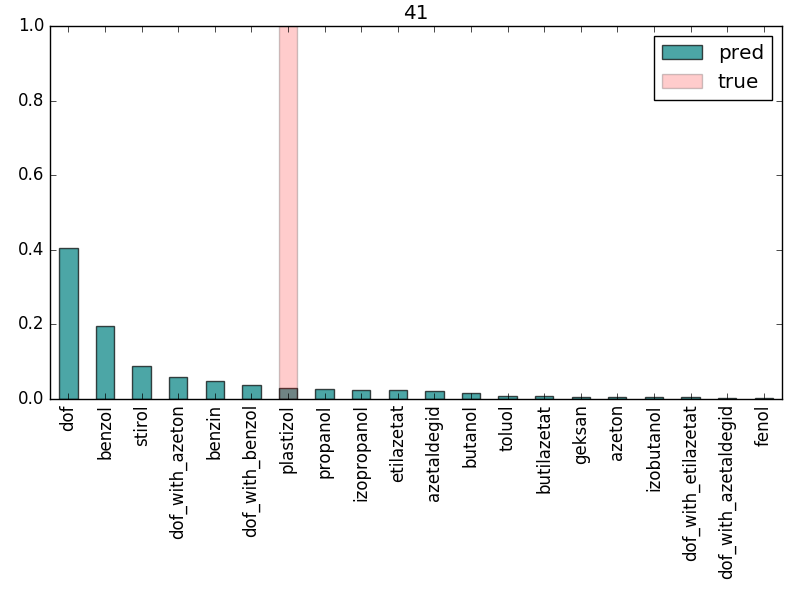 41
1.0
0.8
0.6
0.4
0.2
0.0
pred
true
dof
benzol
stirol
dof_with_azeton
benzin
dof_with_benzol
plastizol
propanol
izopropanol
etilazetat
azetaldegid
butanol
toluol
butilazetat
geksan
azeton
izobutanol
dof_with_etilazetat
dof_with_azetaldegid
fenol